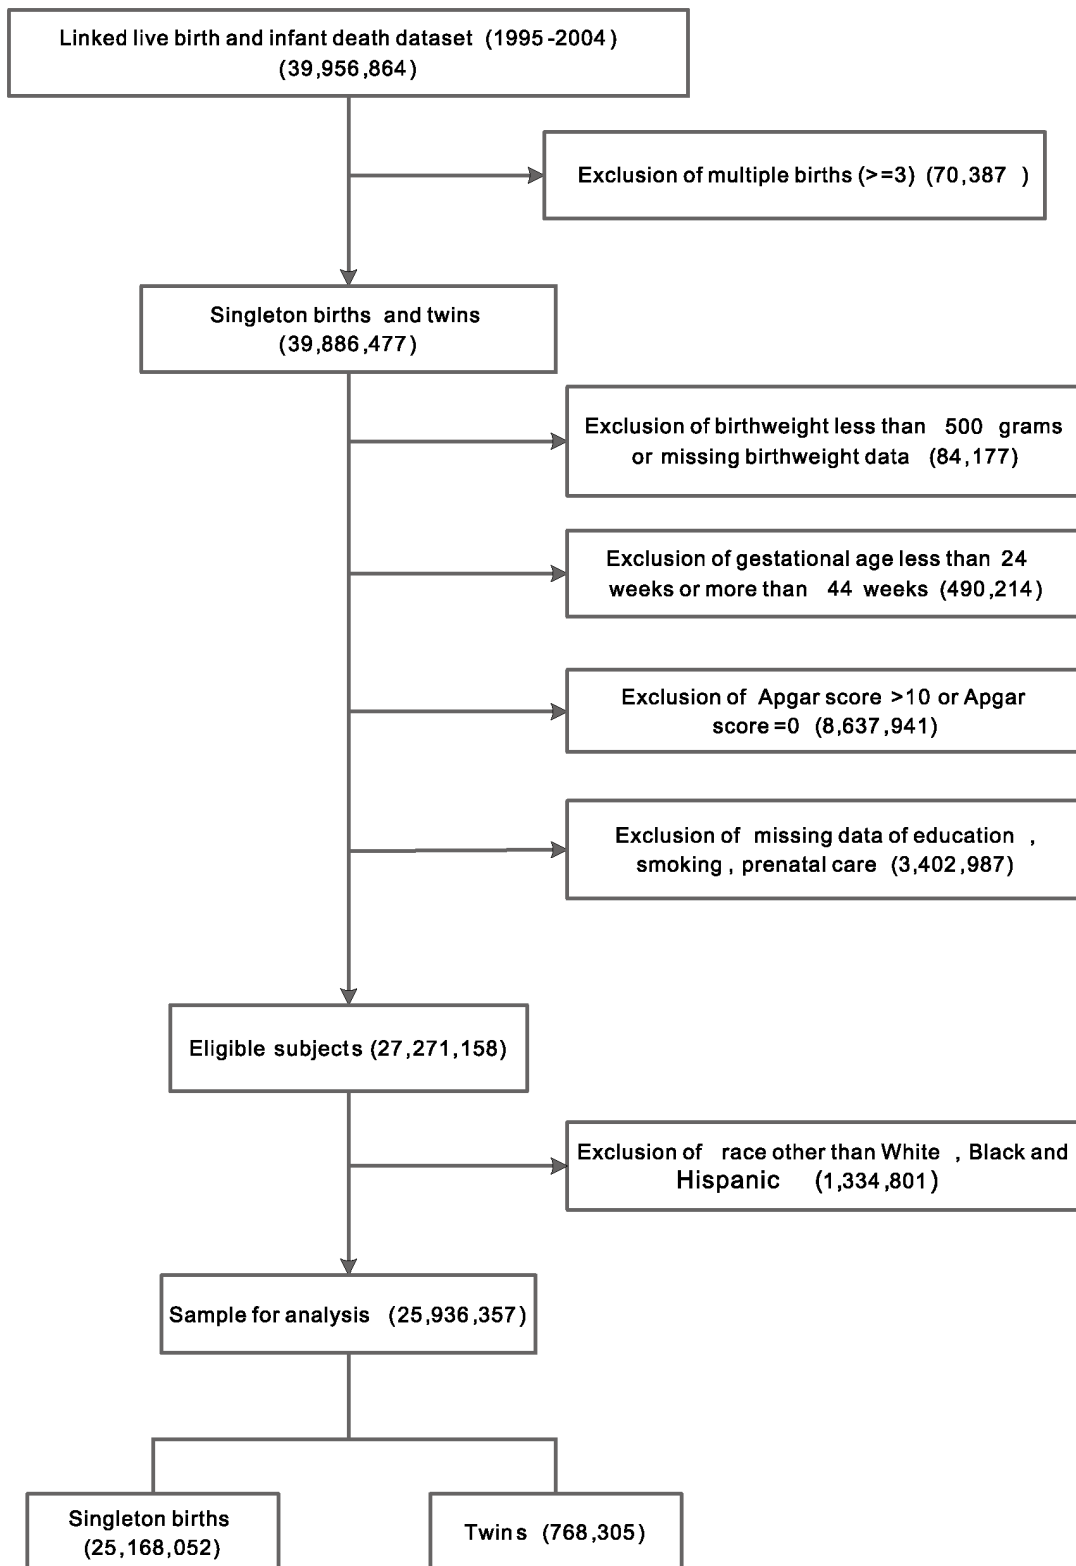 Linked live birth and infant death dataset (1995-2004)
(39,956,864)
Exclusion of multiple births (>=3) (70,387 )
Singleton births and twins
(39,886,477)
Exclusion of birthweight less than 500 grams
or missing birthweight data (84,177)
Exclusion of gestational age less than 24
weeks or more than 44 weeks (490,214)
Exclusion of Apgar score >10 or Apgar
score =0 (8,637,941)
Exclusion of missing data of education ,
smoking , prenatal care (3,402,987)
Eligible subjects (27,271,158)
Exclusion of race other than White , Black and
Hispanic (1,334,801)
Sample for analysis (25,936,357)
Singleton births
(25,168,052)
Twins (768,305)